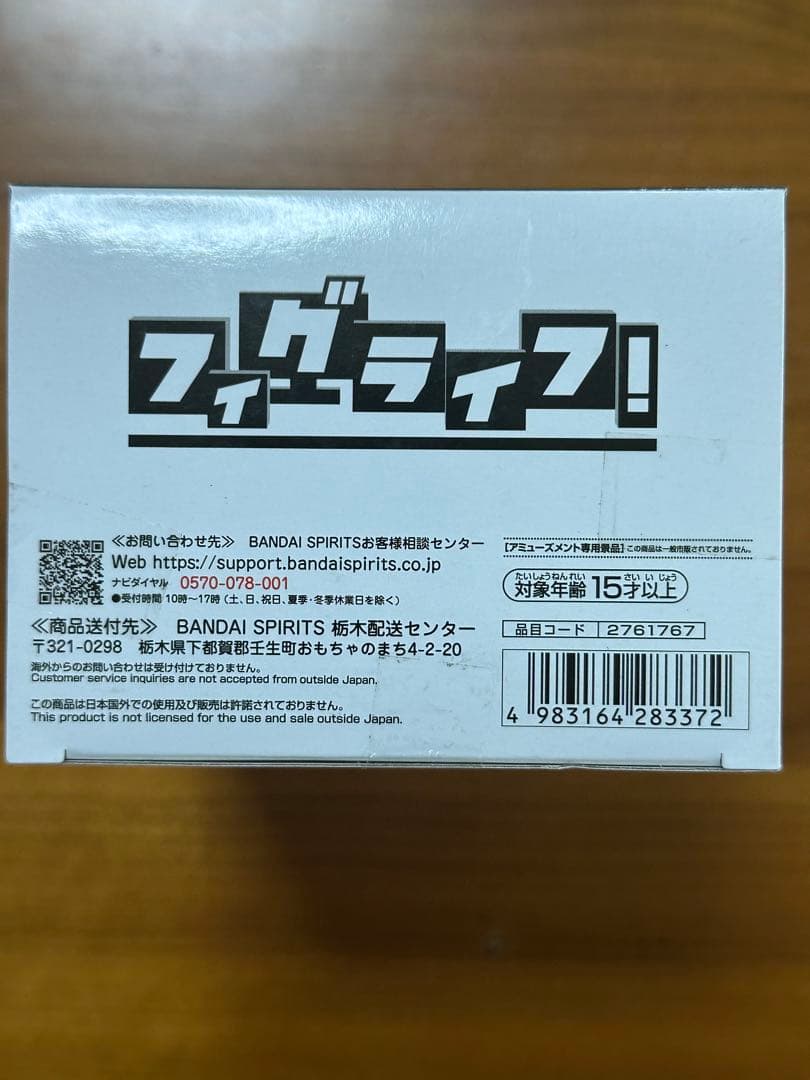 フィグライフ!
≪お問い合わせ先≫ BANDAI SPIRITSお客様相談センター
Web https://support.bandaispirits.co.jp
ナビダイヤル 0570-078-001
●受付時間 10時〜17時(土、日、祝日、夏季・冬季休業日を除く)
≪商品送付先≫ BANDAI SPIRITS 栃木配送センター
〒321-0298 栃木県下都賀郡壬生町おもちゃのまち4-2-20
海外からのお問い合わせは受け付けておりません。
Customer service inquiries are not accepted from outside Japan.
この商品は日本国外での使用及び販売は許諾されておりません。
This product is not licensed for the use and sale outside Japan.
【アミューズメント専用景品】この商品は一般市販されておりません。
たいしょうねんれい さい いじょう
対象年齢 15才以上
品目コード 2761767
4 983164 283372